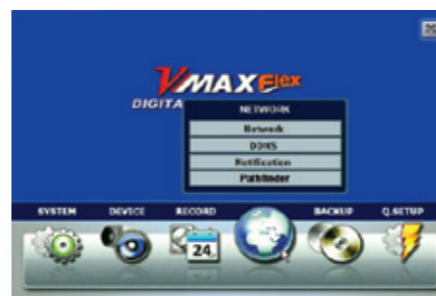 VMAX Flex
DIGITA
NETWORK
Network
DDNS
Notification
Pathfinder
SYSTEM DEVICE RECORD BACKUP Q.SETUP
24